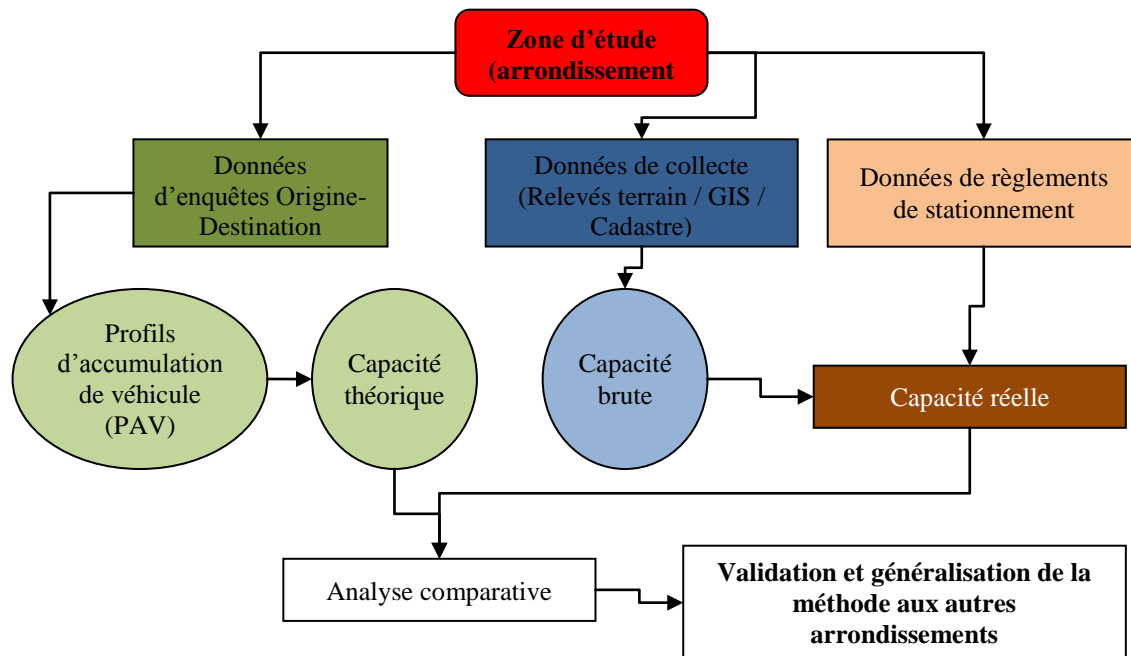 Zone d'étude
(arrondissement
Données
d'enquêtes Origine-
Destination
Données de collecte
(Relevés terrain / GIS /
Cadastre)
Données de règlements
de stationnement
Profils
d'accumulation
de véhicule
(PAV)
Capacité
théorique
Capacité
brute
Capacité réelle
Analyse comparative
Validation et généralisation de la
méthode aux autres
arrondissements